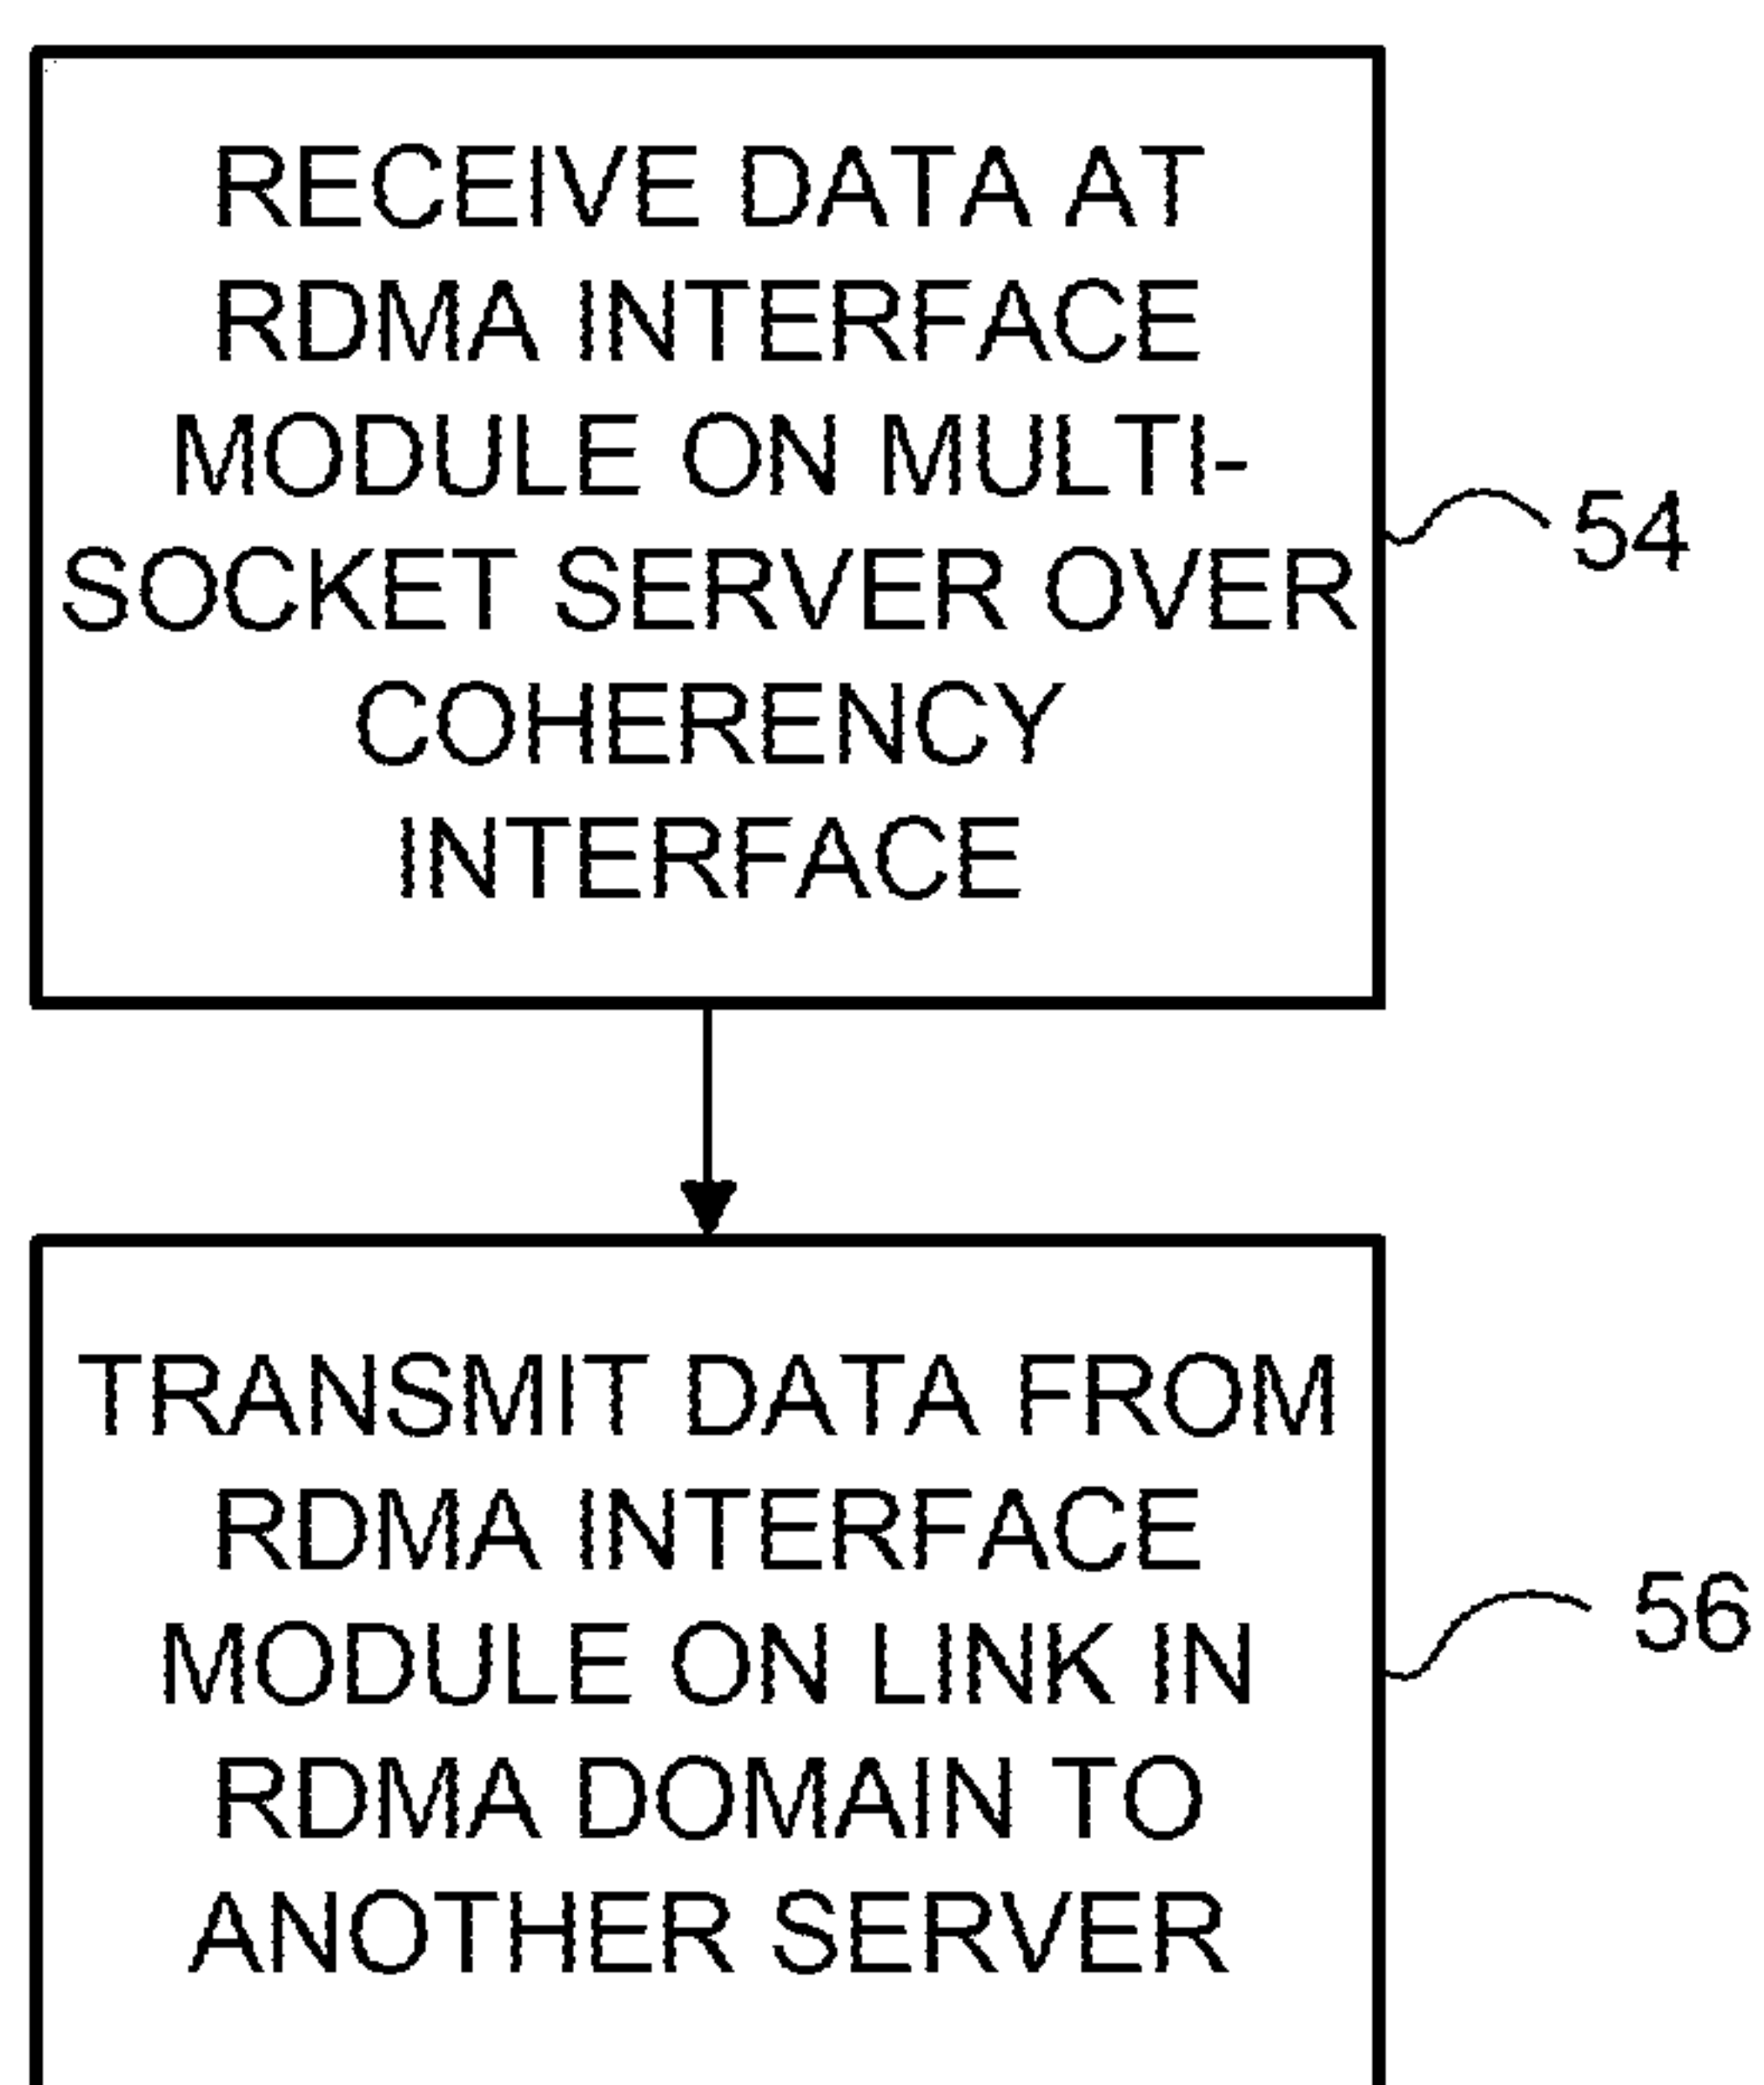 RECEIVE DATA AT
RDMA INTERFACE
MODULE ON MULTI-
SOCKET SERVER OVER
COHERENCY
INTERFACE
54
TRANSMIT DATA FROM
RDMA INTERFACE
MODULE ON LINK IN
RDMA DOMAIN TO
ANOTHER SERVER
56